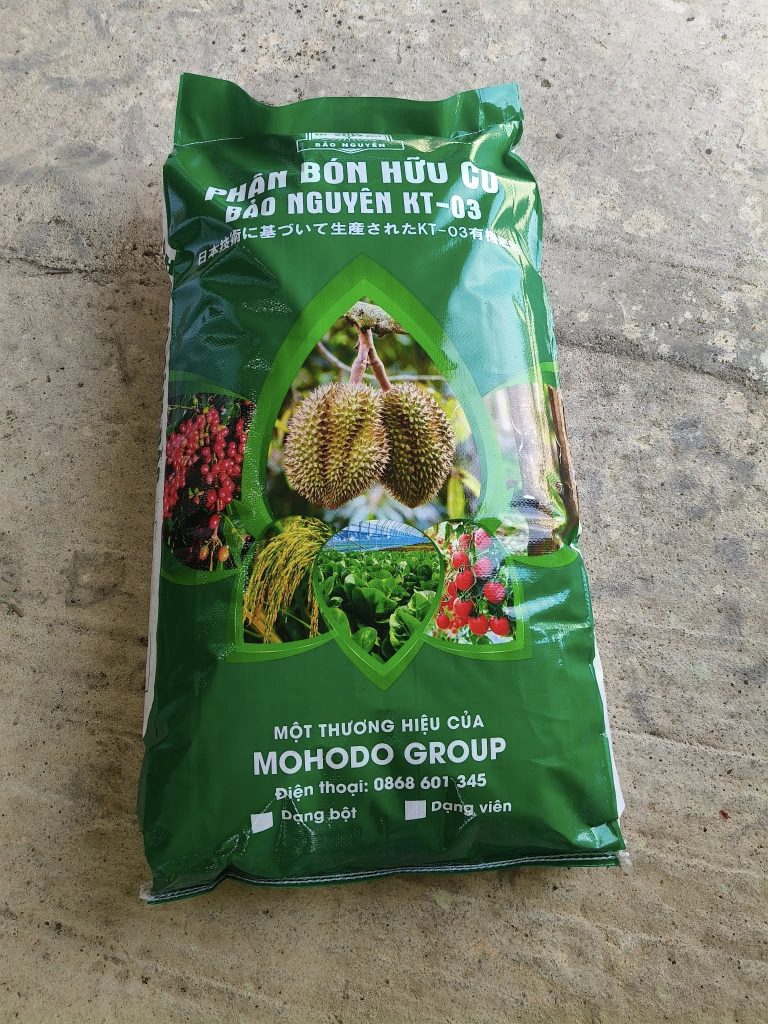 BẢO NGUYÊN
PHÂN BÓN HỮU CƠ
BẢO NGUYÊN KT-03
日本技術に基づいて生産されたKT-03有機
MỘT THƯƠNG HIỆU CỦA
MOHODO GROUP
Điện thoại: 0868 601 345
Dạng bột
Dạng viên